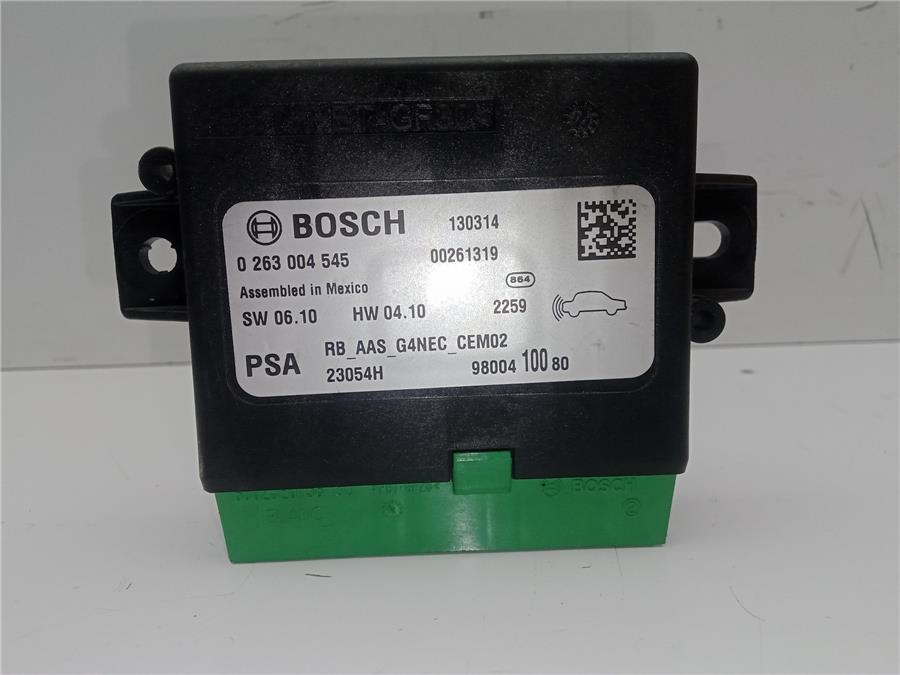 BOSCH 130314
0 263 004 545 00261319
Assembled in Mexico 864
SW 06.10 HW 04.10 2259
PSA RB_AAS_G4NEC_CEM02
23054H 98004 100 80
BOSCH